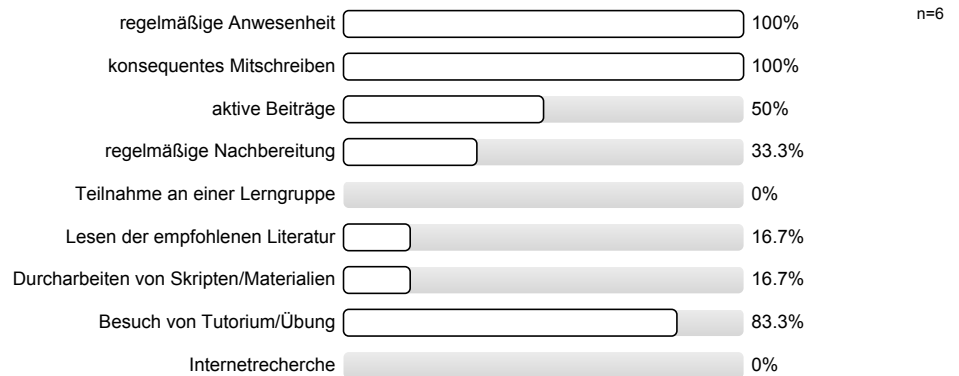 n=6
regelmäßige Anwesenheit 100%
konsequentes Mitschreiben 100%
aktive Beiträge 50%
regelmäßige Nachbereitung 33.3%
Teilnahme an einer Lerngruppe 0%
Lesen der empfohlenen Literatur 16.7%
Durcharbeiten von Skripten/Materialien 16.7%
Besuch von Tutorium/Übung 83.3%
Internetrecherche 0%